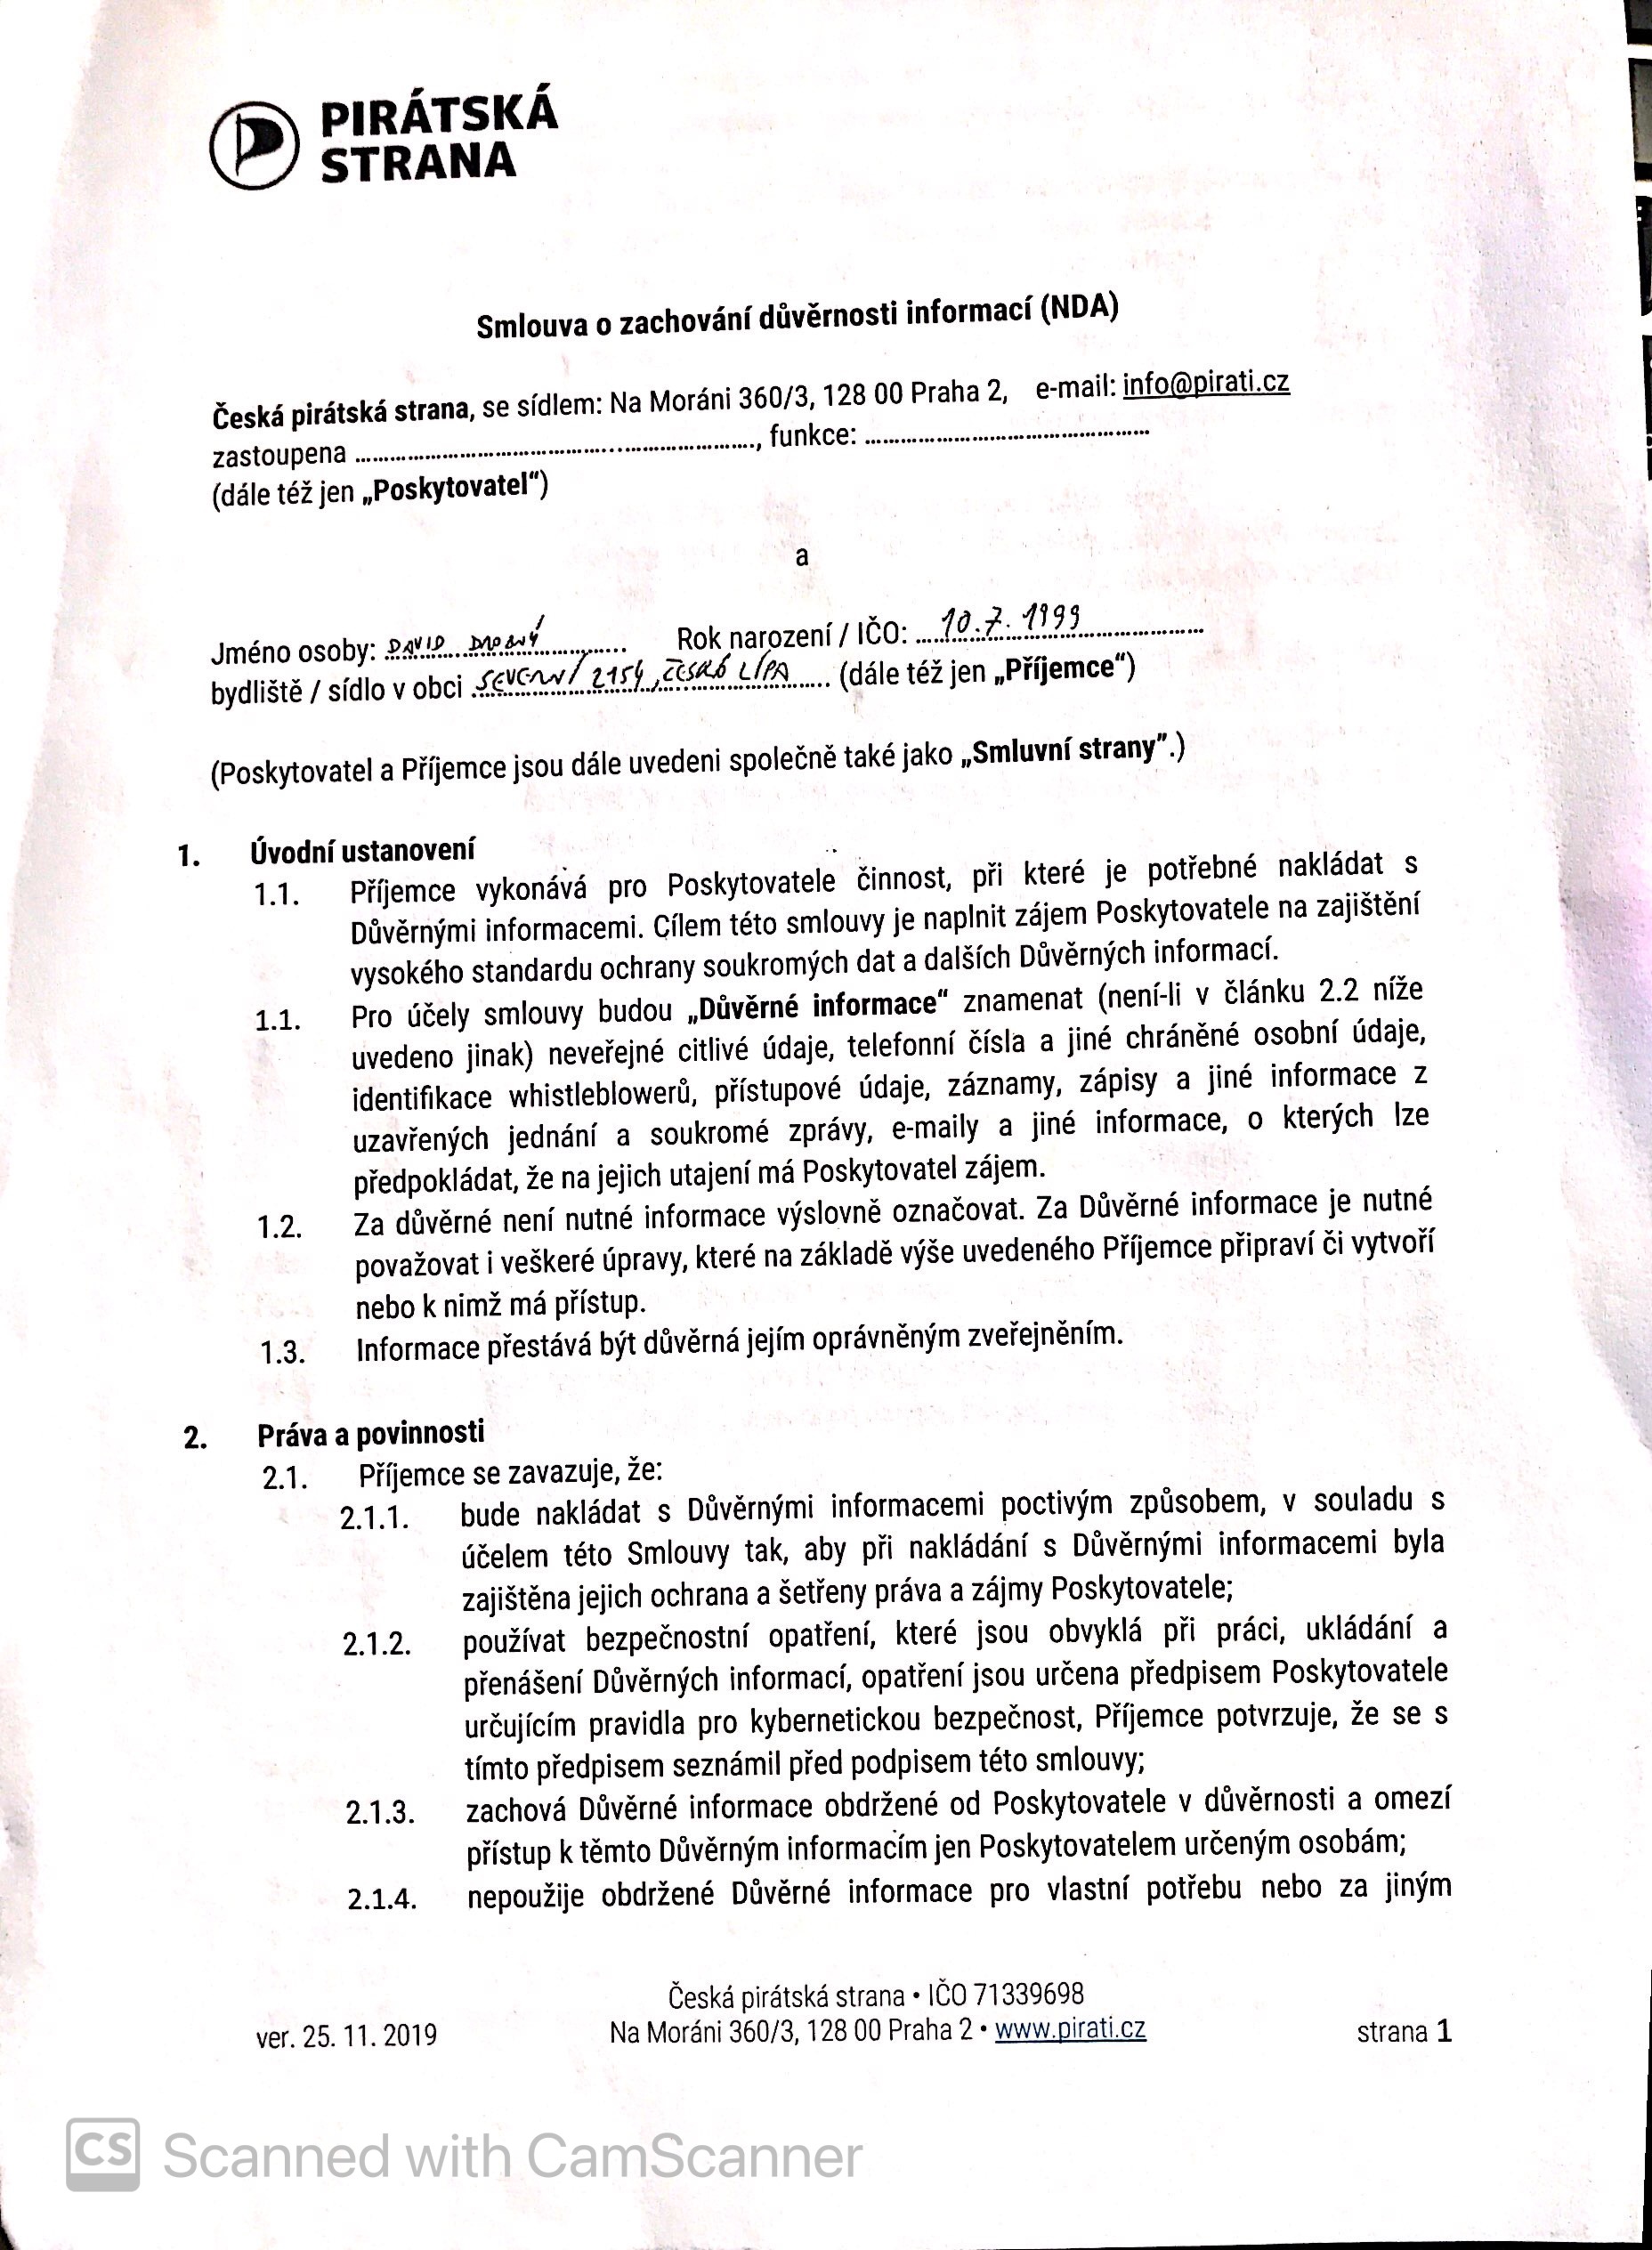 PIRÁTSKÁ
STRANA
Smlouva o zachování důvěrnosti informací (NDA)
Česká pirátská strana, se sídlem: Na Moráni 360/3, 128 00 Praha 2, e-mail: info@pirati.cz
zastoupena ................................................, funkce: ................................................
(dále též jen „Poskytovatel“)
a
Jméno osoby: DAVID Rok narození / IČO: 10.7.1999
bydliště / sídlo v obci SEVERNÍ 2154, ČESKÁ LÍPA (dále též jen „Příjemce“)
(Poskytovatel a Příjemce jsou dále uvedeni společně také jako „Smluvní strany”.)
1. Úvodní ustanovení
1.1. Příjemce vykonává pro Poskytovatele činnost, při které je potřebné nakládat s
Důvěrnými informacemi. Cílem této smlouvy je naplnit zájem Poskytovatele na zajištění
vysokého standardu ochrany soukromých dat a dalších Důvěrných informací.
1.1. Pro účely smlouvy budou „Důvěrné informace“ znamenat (není-li v článku 2.2 níže
uvedeno jinak) neveřejné citlivé údaje, telefonní čísla a jiné chráněné osobní údaje,
identifikace whistleblowerů, přístupové údaje, záznamy, zápisy a jiné informace z
uzavřených jednání a soukromé zprávy, e-maily a jiné informace, o kterých lze
předpokládat, že na jejich utajení má Poskytovatel zájem.
1.2. Za důvěrné není nutné informace výslovně označovat. Za Důvěrné informace je nutné
považovat i veškeré úpravy, které na základě výše uvedeného Příjemce připraví či vytvoří
nebo k nimž má přístup.
1.3. Informace přestává být důvěrná jejím oprávněným zveřejněním.
2. Práva a povinnosti
2.1. Příjemce se zavazuje, že:
2.1.1. bude nakládat s Důvěrnými informacemi poctivým způsobem, v souladu s
účelem této Smlouvy tak, aby při nakládání s Důvěrnými informacemi byla
zajištěna jejich ochrana a šetřeny práva a zájmy Poskytovatele;
2.1.2. používat bezpečnostní opatření, které jsou obvyklá při práci, ukládání a
přenášení Důvěrných informací, opatření jsou určena předpisem Poskytovatele
určujícím pravidla pro kybernetickou bezpečnost, Příjemce potvrzuje, že se s
tímto předpisem seznámil před podpisem této smlouvy;
2.1.3. zachová Důvěrné informace obdržené od Poskytovatele v důvěrnosti a omezí
přístup k těmto Důvěrným informacím jen Poskytovatelem určeným osobám;
2.1.4. nepoužije obdržené Důvěrné informace pro vlastní potřebu nebo za jiným
Česká pirátská strana • IČO 71339698
ver. 25. 11. 2019 Na Moráni 360/3, 128 00 Praha 2 • www.pirati.cz strana 1
CS Scanned with CamScanner